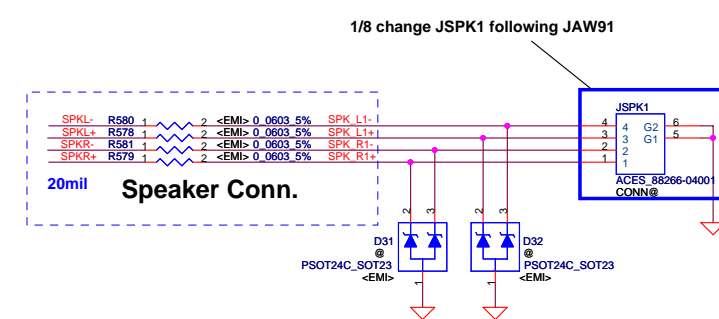 1/8 change JSPK1 following JAW91
JSPK1
SPKL- R580 1 2 <EMI> 0_0603_5% SPK_L1- 4 4 G2 6
SPKL+ R578 1 2 <EMI> 0_0603_5% SPK_L1+ 3 3 G1 5
SPKR- R581 1 2 <EMI> 0_0603_5% SPK_R1- 2 2
SPKR+ R579 1 2 <EMI> 0_0603_5% SPK_R1+ 1 1
20mil Speaker Conn.
ACES_88266-04001
CONN@
2 3 2 3
D31 D32
@ @
PSOT24C_SOT23 PSOT24C_SOT23
<EMI> <EMI>
1 1